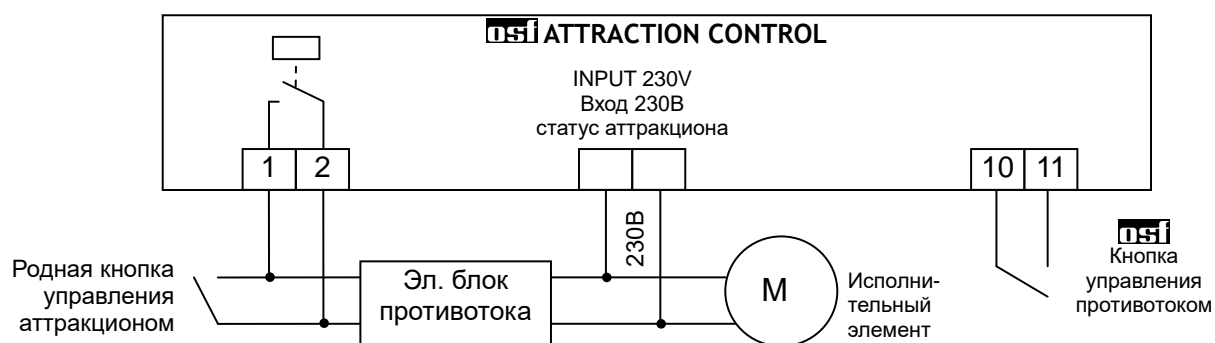 osf ATTRACTION CONTROL
INPUT 230V
Вход 230В
статус аттракциона
1 2
10 11
230В
osf
Кнопка
управления
противотоком
Родная кнопка
управления
аттракционом
Эл. блок
противотока
М
Исполни-
тельный
элемент